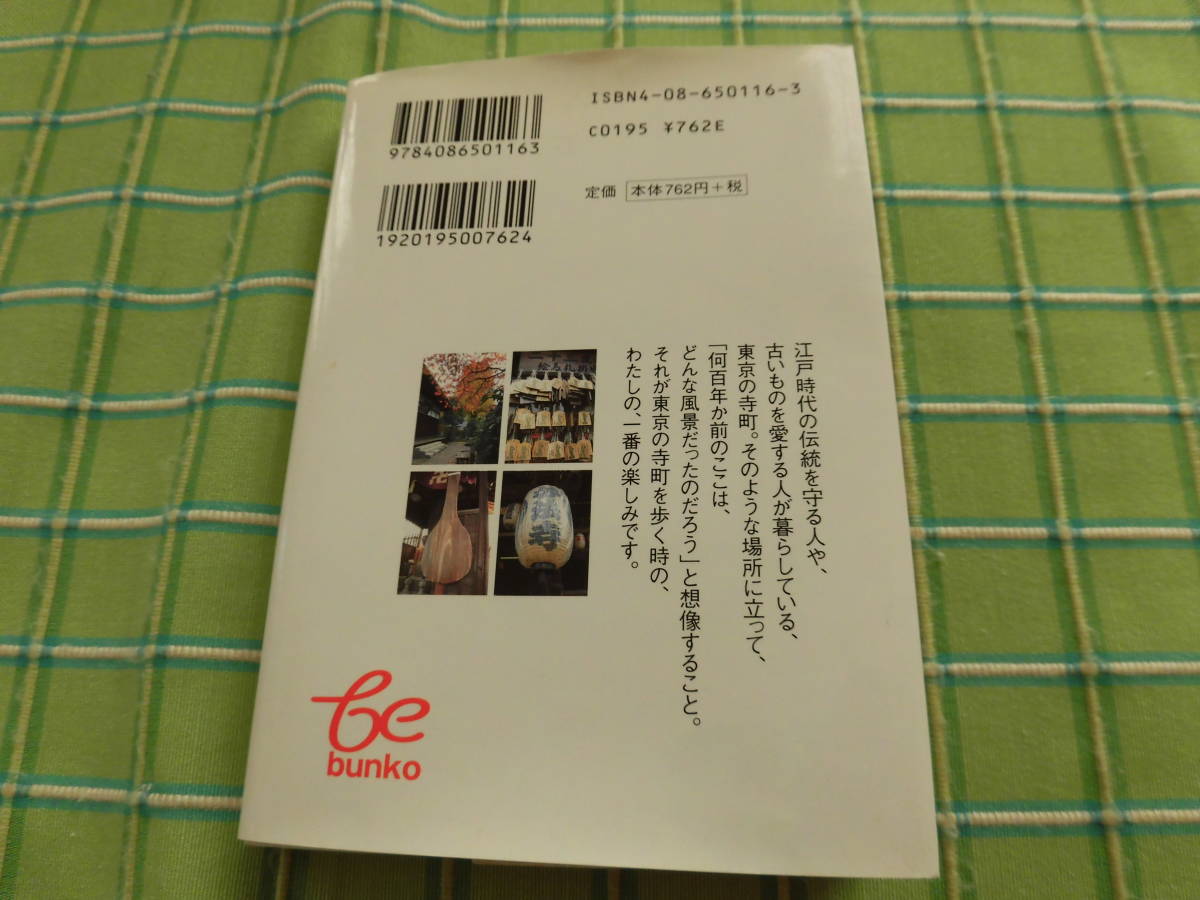 ISBN4-08-650116-3
9784086501163
C0195 ¥762E
1920195007624
定価 本体762円+税
江戸時代の伝統を守る人や、
古いものを愛する人が暮らしている、
東京の寺町。そのような場所に立って、
「何百年か前のここは、
どんな風景だったのだろう」と想像すること。
それが東京の寺町を歩く時の、
わたしの、一番の楽しみです。
be
bunko